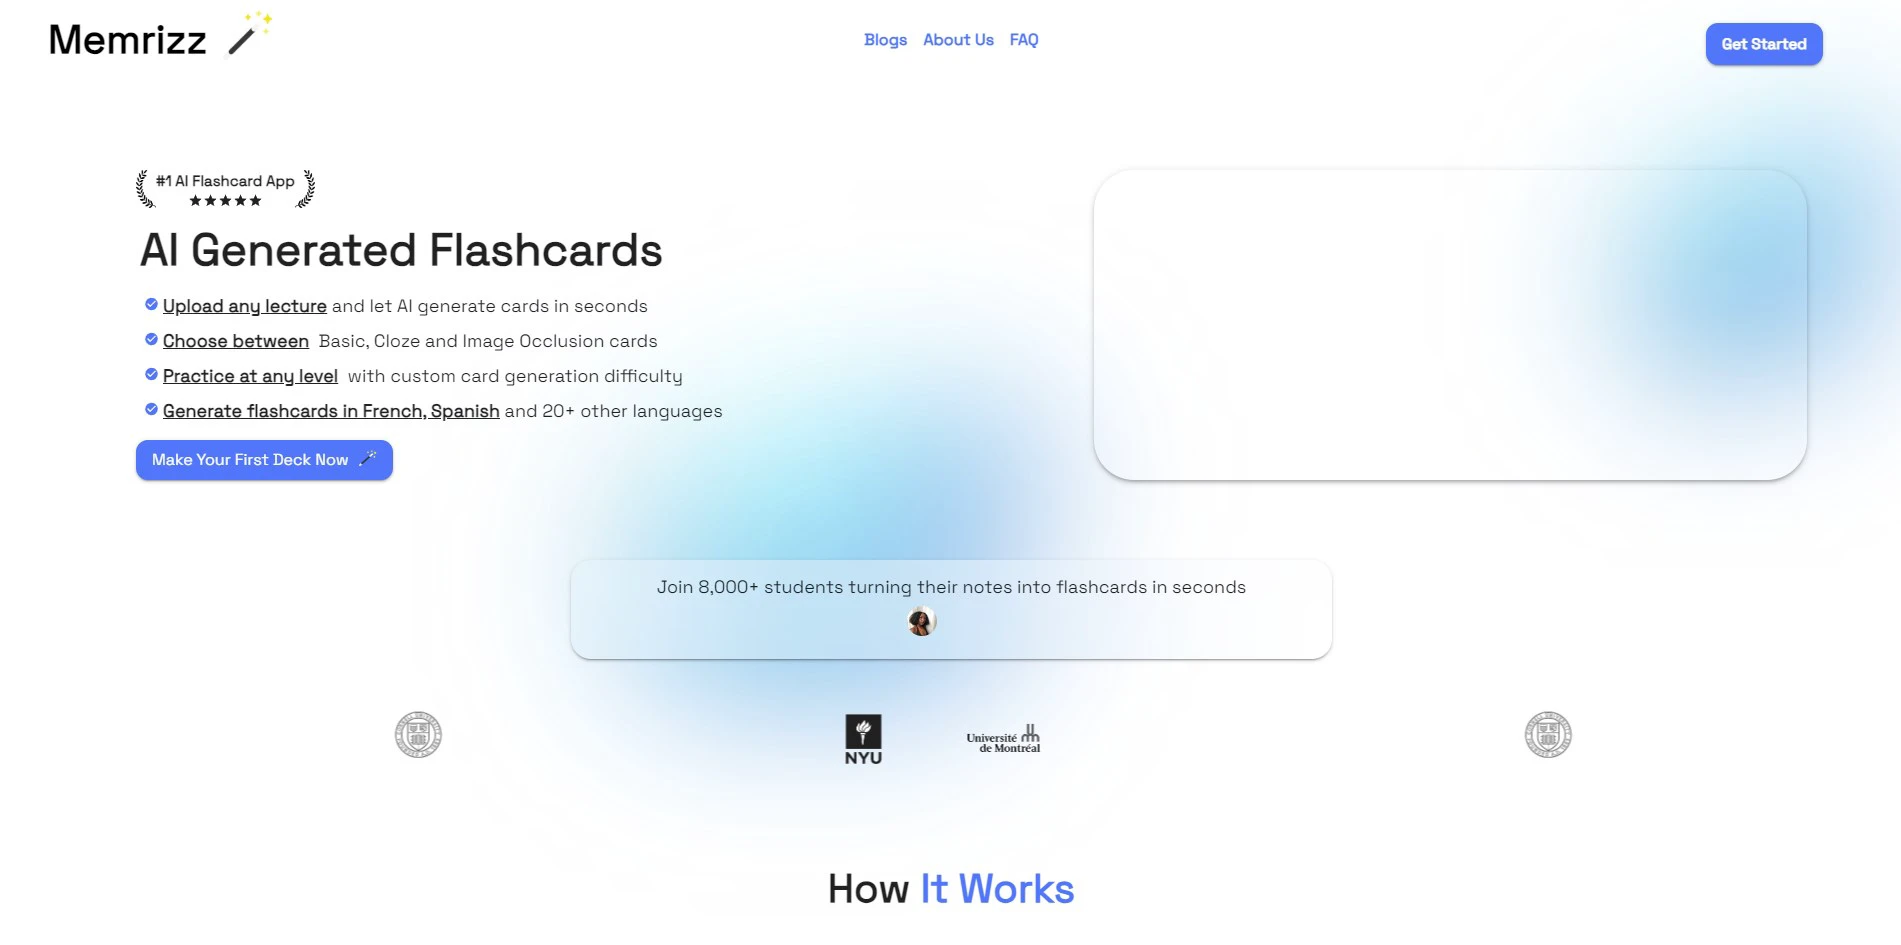 Memrizz
Blogs About Us FAQ
Get Started
#1 AI Flashcard App
AI Generated Flashcards
Upload any lecture and let AI generate cards in seconds
Choose between Basic, Cloze and Image Occlusion cards
Practice at any level with custom card generation difficulty
Generate flashcards in French, Spanish and 20+ other languages
Make Your First Deck Now
Join 8,000+ students turning their notes into flashcards in seconds
NYU
Université
de Montréal
How It Works